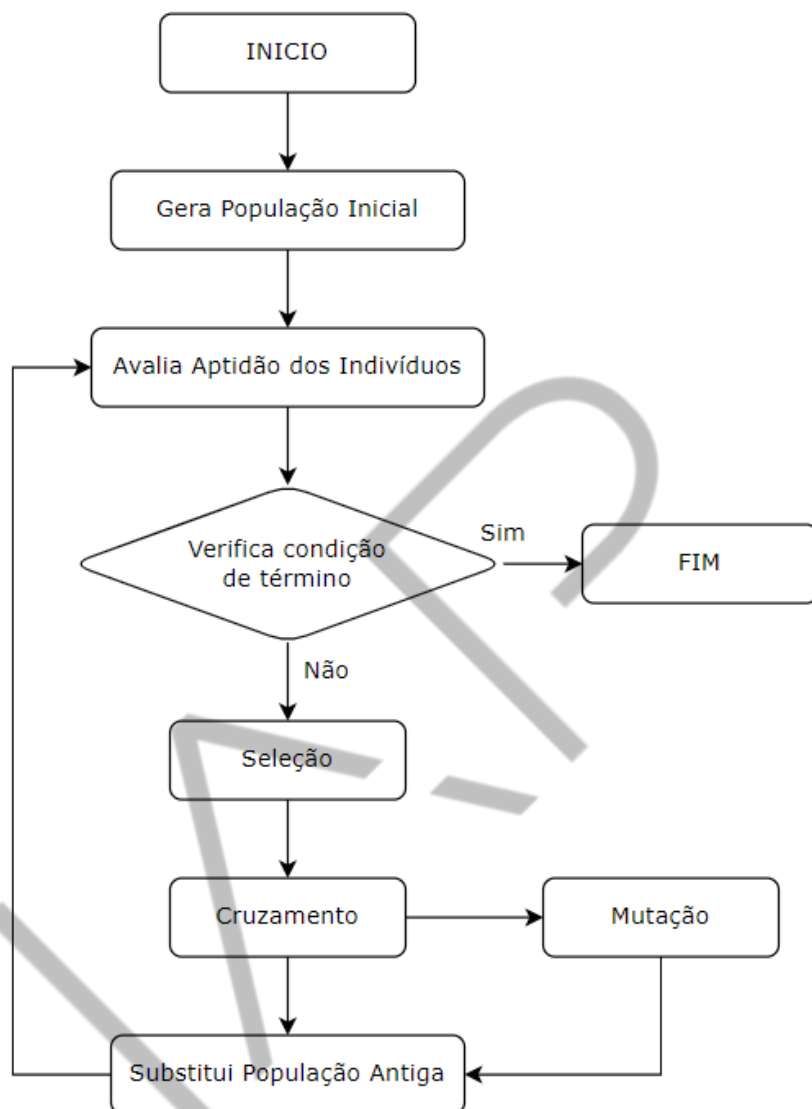 INICIO
Gera População Inicial
Avalia Aptidão dos Indivíduos
Verifica condição
de término
Sim
FIM
Não
Seleção
Cruzamento
Mutação
Substitui População Antiga